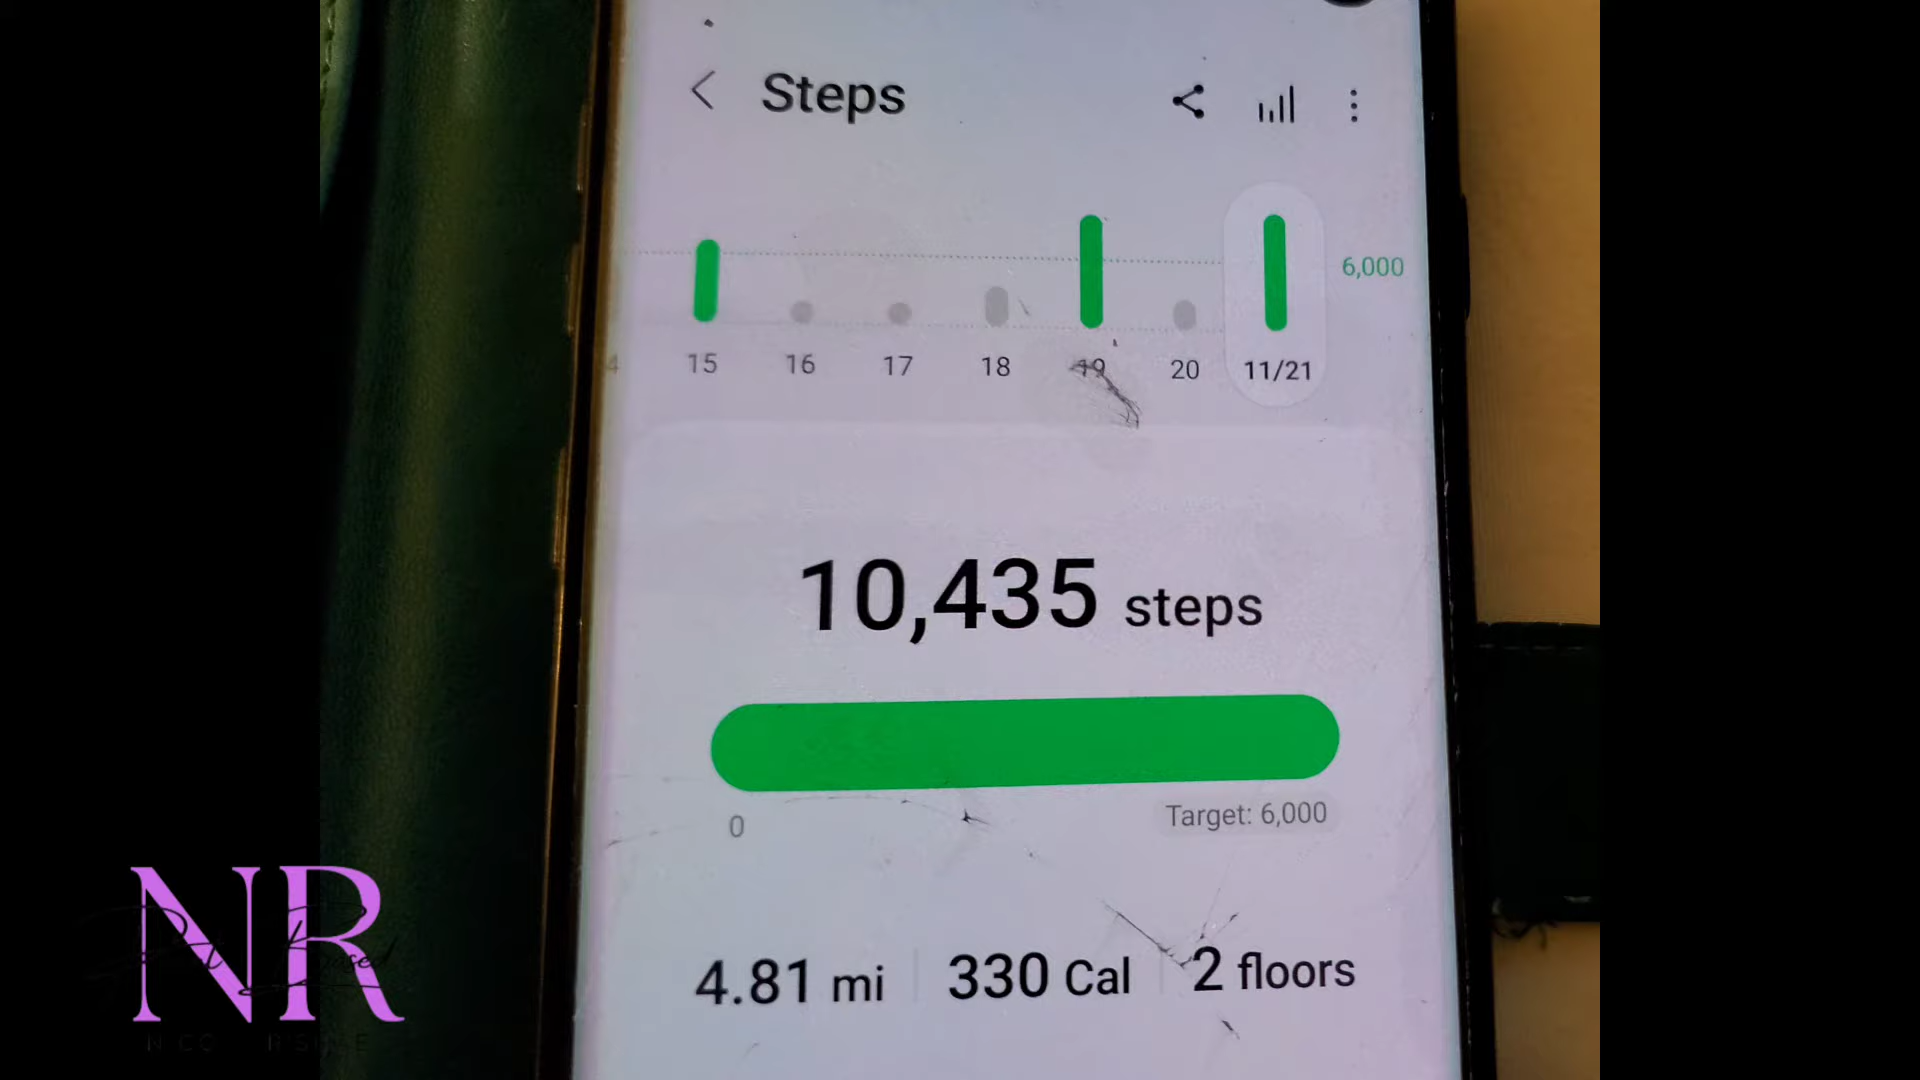 Steps
6,000
15 16 17 18 19 20 11/21
10,435 steps
0 Target: 6,000
4.81 mi 330 Cal 2 floors
NR